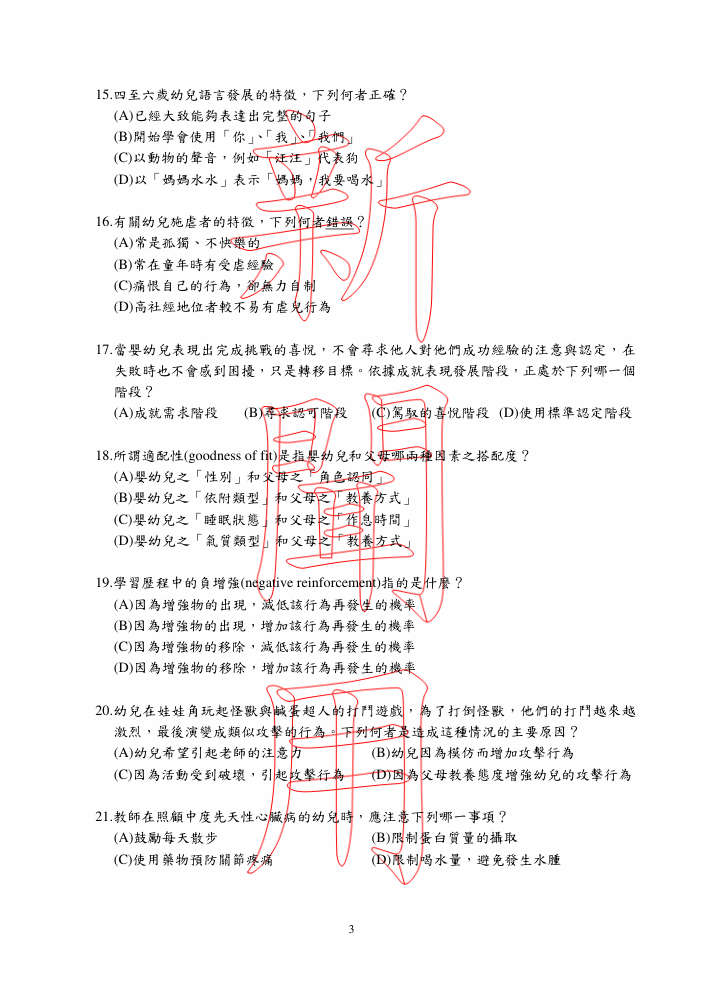 15.四至六歲幼兒語言發展的特徵，下列何者正確？
(A)已經大致能夠表達出完整的句子
(B)開始學會使用「你」、「我」、「我們」
(C)以動物的聲音，例如「汪汪」代表狗
(D)以「媽媽水水」表示「媽媽，我要喝水」
16.有關幼兒施虐者的特徵，下列何者錯誤？
(A)常是孤獨、不快樂的
(B)常在童年時有受虐經驗
(C)痛恨自己的行為，卻無力自制
(D)高社經地位者較不易有虐兒行為
17.當嬰幼兒表現出完成挑戰的喜悅，不會尋求他人對他們成功經驗的注意與認定，在
失敗時也不會感到困擾，只是轉移目標。依據成就表現發展階段，正處於下列哪一個
階段？
(A)成就需求階段 (B)尋求認可階段 (C)駕馭的喜悅階段 (D)使用標準認定階段
18.所謂適配性(goodness of fit)是指嬰幼兒和父母哪兩種因素之搭配度？
(A)嬰幼兒之「性別」和父母之「角色認同」
(B)嬰幼兒之「依附類型」和父母之「教養方式」
(C)嬰幼兒之「睡眠狀態」和父母之「作息時間」
(D)嬰幼兒之「氣質類型」和父母之「教養方式」
19.學習歷程中的負增強(negative reinforcement)指的是什麼？
(A)因為增強物的出現，減低該行為再發生的機率
(B)因為增強物的出現，增加該行為再發生的機率
(C)因為增強物的移除，減低該行為再發生的機率
(D)因為增強物的移除，增加該行為再發生的機率
20.幼兒在娃娃角玩起怪獸與鹹蛋超人的打鬥遊戲，為了打倒怪獸，他們的打鬥越來越
激烈，最後演變成類似攻擊的行為。下列何者是造成這種情況的主要原因？
(A)幼兒希望引起老師的注意力 (B)幼兒因為模仿而增加攻擊行為
(C)因為活動受到破壞，引起攻擊行為 (D)因為父母教養態度增強幼兒的攻擊行為
21.教師在照顧中度先天性心臟病的幼兒時，應注意下列哪一事項？
(A)鼓勵每天散步 (B)限制蛋白質量的攝取
(C)使用藥物預防關節疼痛 (D)限制喝水量，避免發生水腫
3